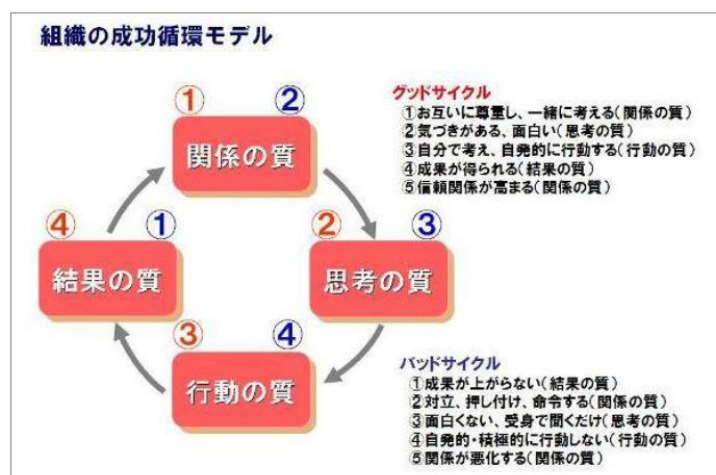 組織の成功循環モデル
① ②
関係の質
④ ①
結果の質
② ③
思考の質
③ ④
行動の質
グッドサイクル
①お互いに尊重し、一緒に考える(関係の質)
②気づきがある、面白い(思考の質)
③自分で考え、自発的に行動する(行動の質)
④成果が得られる(結果の質)
⑤信頼関係が高まる(関係の質)
バッドサイクル
①成果が上がらない(結果の質)
②対立、押し付け、命令する(関係の質)
③面白くない、受身で聞くだけ(思考の質)
④自発的・積極的に行動しない(行動の質)
⑤関係が悪化する(関係の質)